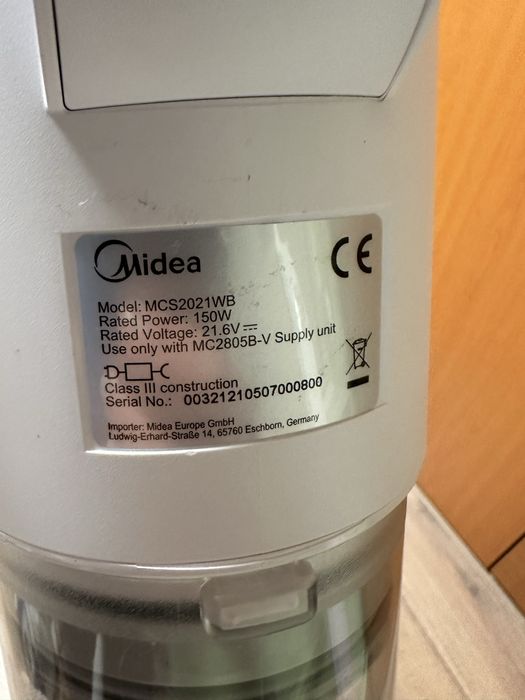 Midea
CE
Model: MCS2021WB
Rated Power: 150W
Rated Voltage: 21.6V
Use only with MC2805B-V Supply unit
Class III construction
Serial No.: 00321210507000800
Importer: Midea Europe GmbH
Ludwig-Erhard-Straße 14, 65760 Eschborn, Germany